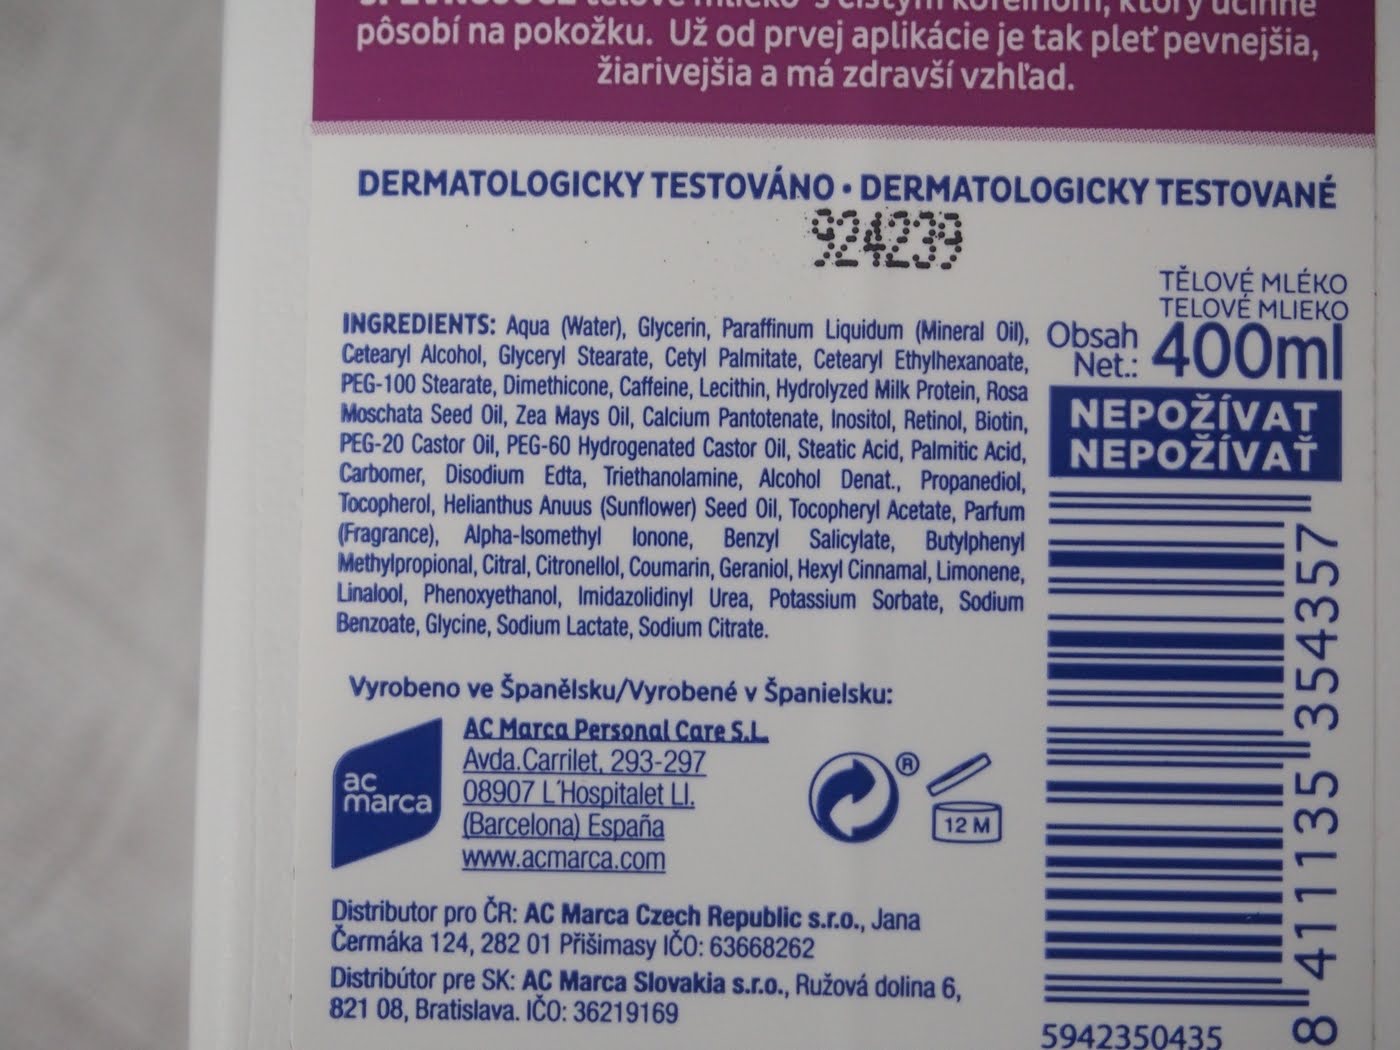 SPEVŇUJÚCE telové mlieko s čistým kofeínom, ktorý účinne
pôsobí na pokožku. Už od prvej aplikácie je tak pleť pevnejšia,
žiarivejšia a má zdravší vzhľad.
DERMATOLOGICKY TESTOVÁNO • DERMATOLOGICKY TESTOVANÉ
924239
TĚLOVÉ MLÉKO
TELOVÉ MLIEKO
Obsah
Net.: 400ml
NEPOŽÍVAT
NEPOŽÍVAŤ
INGREDIENTS: Aqua (Water), Glycerin, Paraffinum Liquidum (Mineral Oil),
Cetearyl Alcohol, Glyceryl Stearate, Cetyl Palmitate, Cetearyl Ethylhexanoate,
PEG-100 Stearate, Dimethicone, Caffeine, Lecithin, Hydrolyzed Milk Protein, Rosa
Moschata Seed Oil, Zea Mays Oil, Calcium Pantotenate, Inositol, Retinol, Biotin,
PEG-20 Castor Oil, PEG-60 Hydrogenated Castor Oil, Steatic Acid, Palmitic Acid,
Carbomer, Disodium Edta, Triethanolamine, Alcohol Denat., Propanediol,
Tocopherol, Helianthus Anuus (Sunflower) Seed Oil, Tocopheryl Acetate, Parfum
(Fragrance), Alpha-Isomethyl Ionone, Benzyl Salicylate, Butylphenyl
Methylpropional, Citral, Citronellol, Coumarin, Geraniol, Hexyl Cinnamal, Limonene,
Linalool, Phenoxyethanol, Imidazolidinyl Urea, Potassium Sorbate, Sodium
Benzoate, Glycine, Sodium Lactate, Sodium Citrate.
Vyrobeno ve Španělsku/Vyrobené v Španielsku:
ac
marca
AC Marca Personal Care S.L.
Avda.Carrilet, 293-297
08907 L´Hospitalet Ll.
(Barcelona) España
www.acmarca.com
®
12 M
Distributor pro ČR: AC Marca Czech Republic s.r.o., Jana
Čermáka 124, 282 01 Přišimasy IČO: 63668262
Distribútor pre SK: AC Marca Slovakia s.r.o., Ružová dolina 6,
821 08, Bratislava. IČO: 36219169
8 411135 354357
5942350435